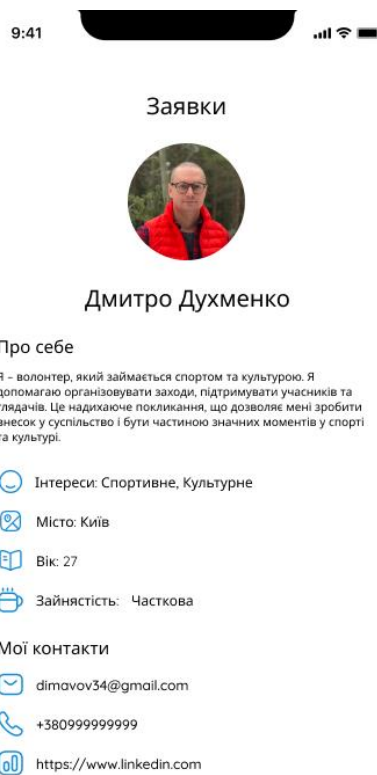 9:41
Заявки
Дмитро Духменко
Про себе
Я – волонтер, який займається спортом та культурою. Я
допомагаю організовувати заходи, підтримувати учасників та
глядачів. Це надихаюче покликання, що дозволяє мені зробити
внесок у суспільство і бути частиною значних моментів у спорті
та культурі.
Інтереси: Спортивне, Культурне
Місто: Київ
Вік: 27
Зайнятість: Часткова
Мої контакти
dimavov34@gmail.com
+380999999999
https://www.linkedin.com